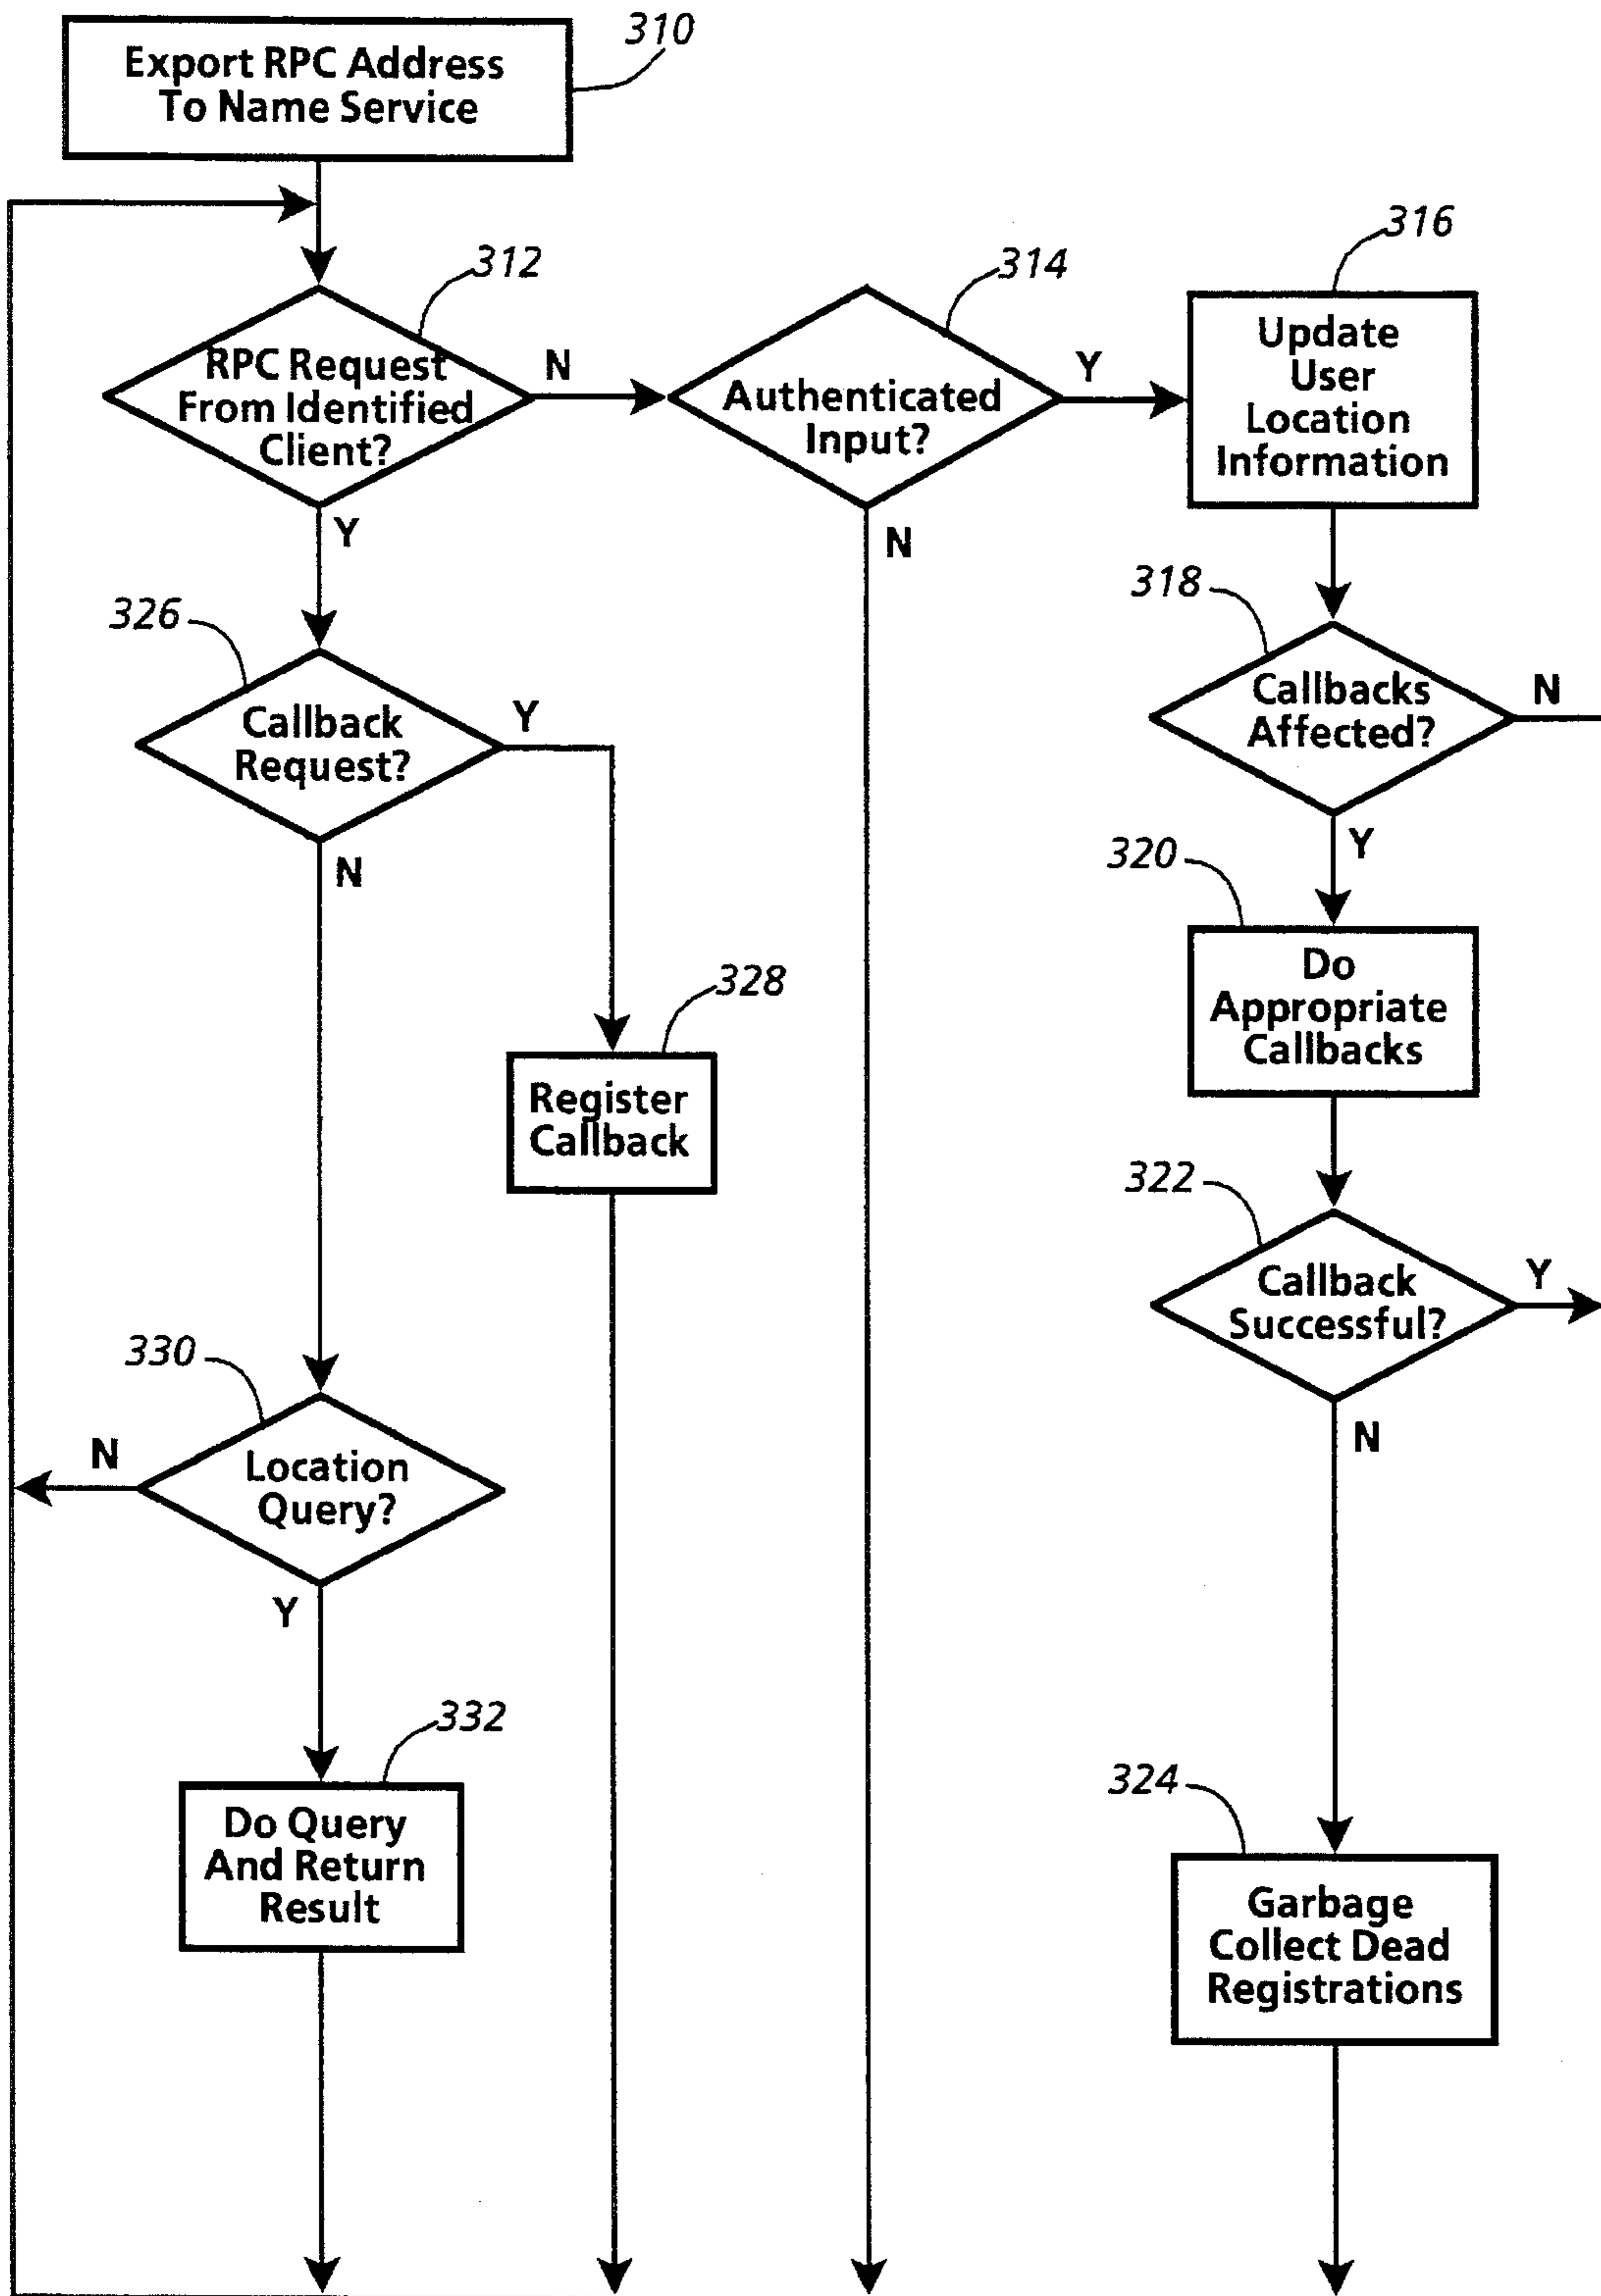 310
Export RPC Address
To Name Service
312
RPC Request
From Identified
Client?
N
Y
314
Authenticated
Input?
Y
N
316
Update
User
Location
Information
318
Callbacks
Affected?
N
Y
326
Callback
Request?
Y
N
320
Do
Appropriate
Callbacks
328
Register
Callback
322
Callback
Successful?
Y
N
330
Location
Query?
N
Y
332
Do Query
And Return
Result
324
Garbage
Collect Dead
Registrations